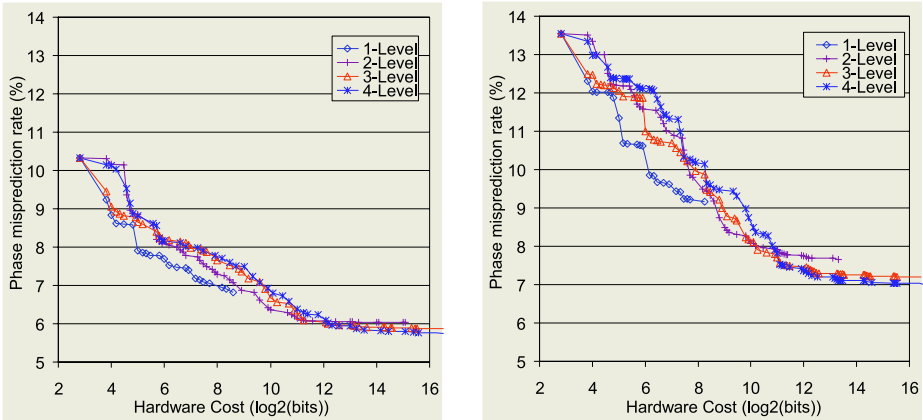 14
13
12
11
10
9
8
7
6
5
2 4 6 8 10 12 14 16
Phase misprediction rate (%)
Hardware Cost (log2(bits))
1-Level
2-Level
3-Level
4-Level
14
13
12
11
10
9
8
7
6
5
2 4 6 8 10 12 14 16
Phase misprediction rate (%)
Hardware Cost (log2(bits))
1-Level
2-Level
3-Level
4-Level